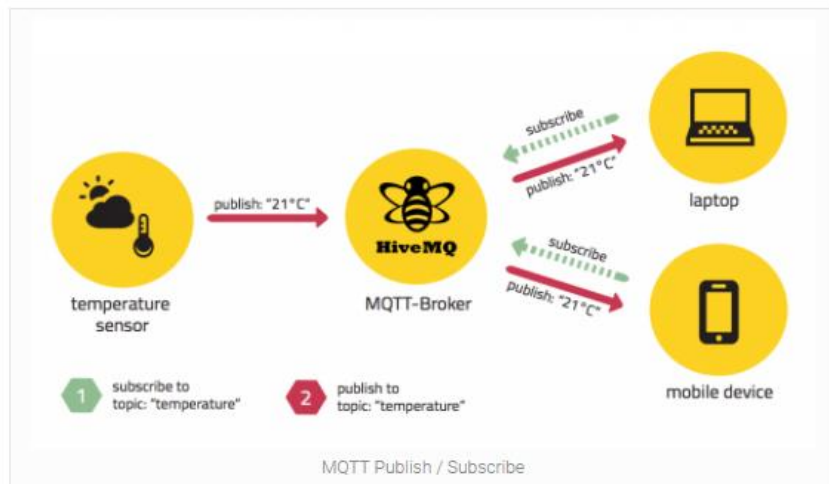 subscribe
publish: "21°C"
laptop
publish: "21°C"
HiveMQ
temperature
sensor
MQTT-Broker
subscribe
publish: "21°C"
mobile device
1
subscribe to
topic: "temperature"
2
publish to
topic: "temperature"
MQTT Publish / Subscribe